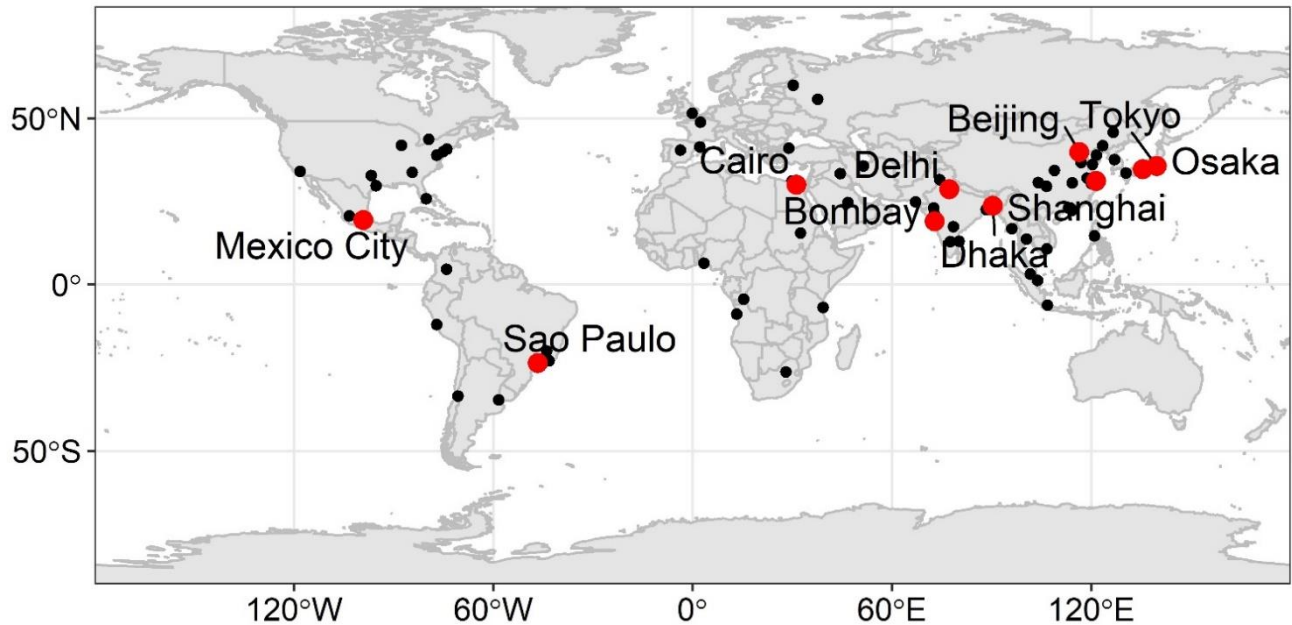 50°N
Beijing
Tokyo
Cairo
Delhi
Osaka
Bombay
Shanghai
Mexico City
Dhaka
0°
Sao Paulo
50°S
120°W
60°W
0°
60°E
120°E